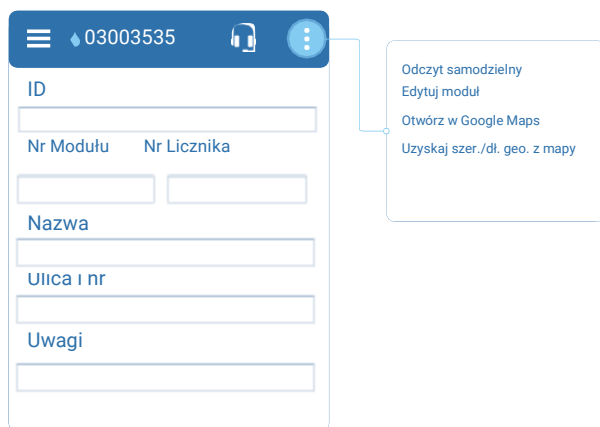 03003535
ID
Nr Modułu Nr Licznika
Nazwa
Ulica i nr
Uwagi
Odczyt samodzielny
Edytuj moduł
Otwórz w Google Maps
Uzyskaj szer./dł. geo. z mapy